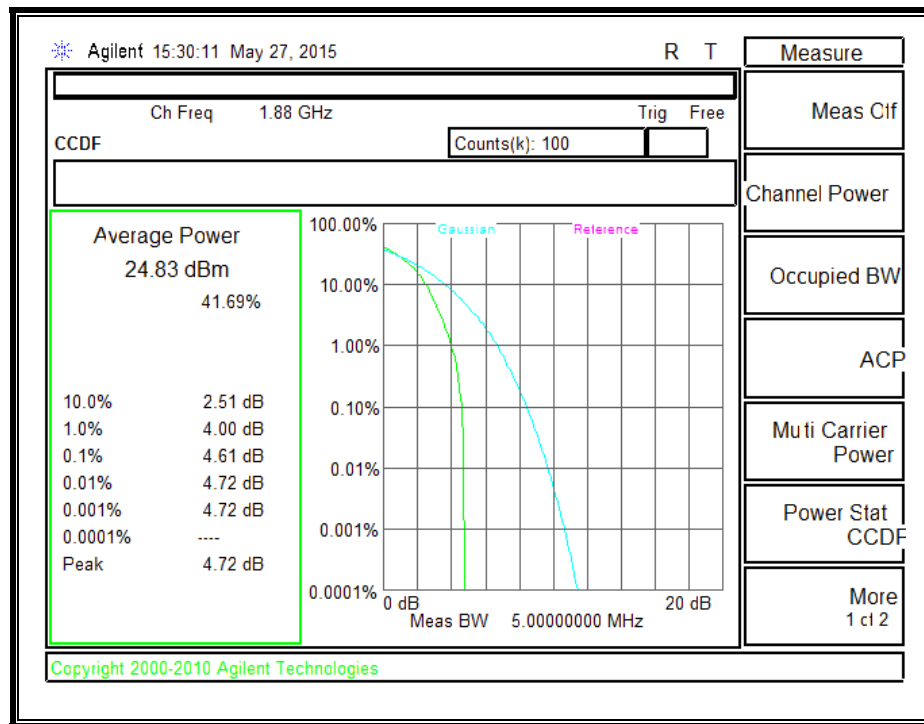 Agilent 15:30:11 May 27, 2015 R T
Ch Freq 1.88 GHz Trig Free
CCDF Counts(k): 100
Average Power
24.83 dBm
41.69%
10.0% 2.51 dB
1.0% 4.00 dB
0.1% 4.61 dB
0.01% 4.72 dB
0.001% 4.72 dB
0.0001% ----
Peak 4.72 dB
Gaussian Reference
100.00%
10.00%
1.00%
0.10%
0.01%
0.001%
0.0001%
0 dB 20 dB
Meas BW 5.00000000 MHz
Measure
Meas Off
Channel Power
Occupied BW
ACP
Multi Carrier
Power
Power Stat
CCDF
More
1 of 2
Copyright 2000-2010 Agilent Technologies